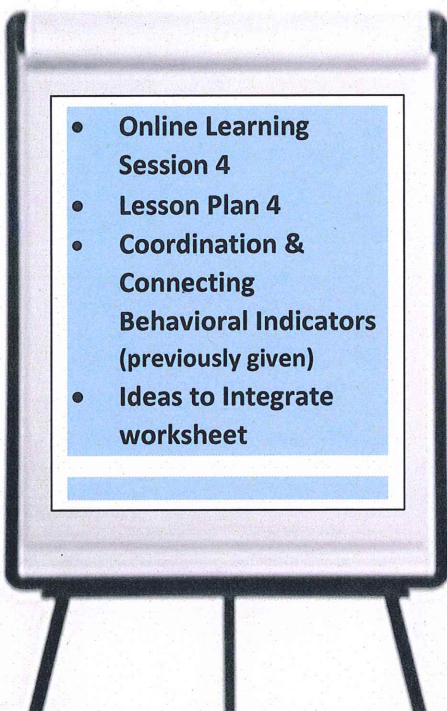 • Online Learning
Session 4
• Lesson Plan 4
• Coordination &
Connecting
Behavioral Indicators
(previously given)
• Ideas to Integrate
worksheet